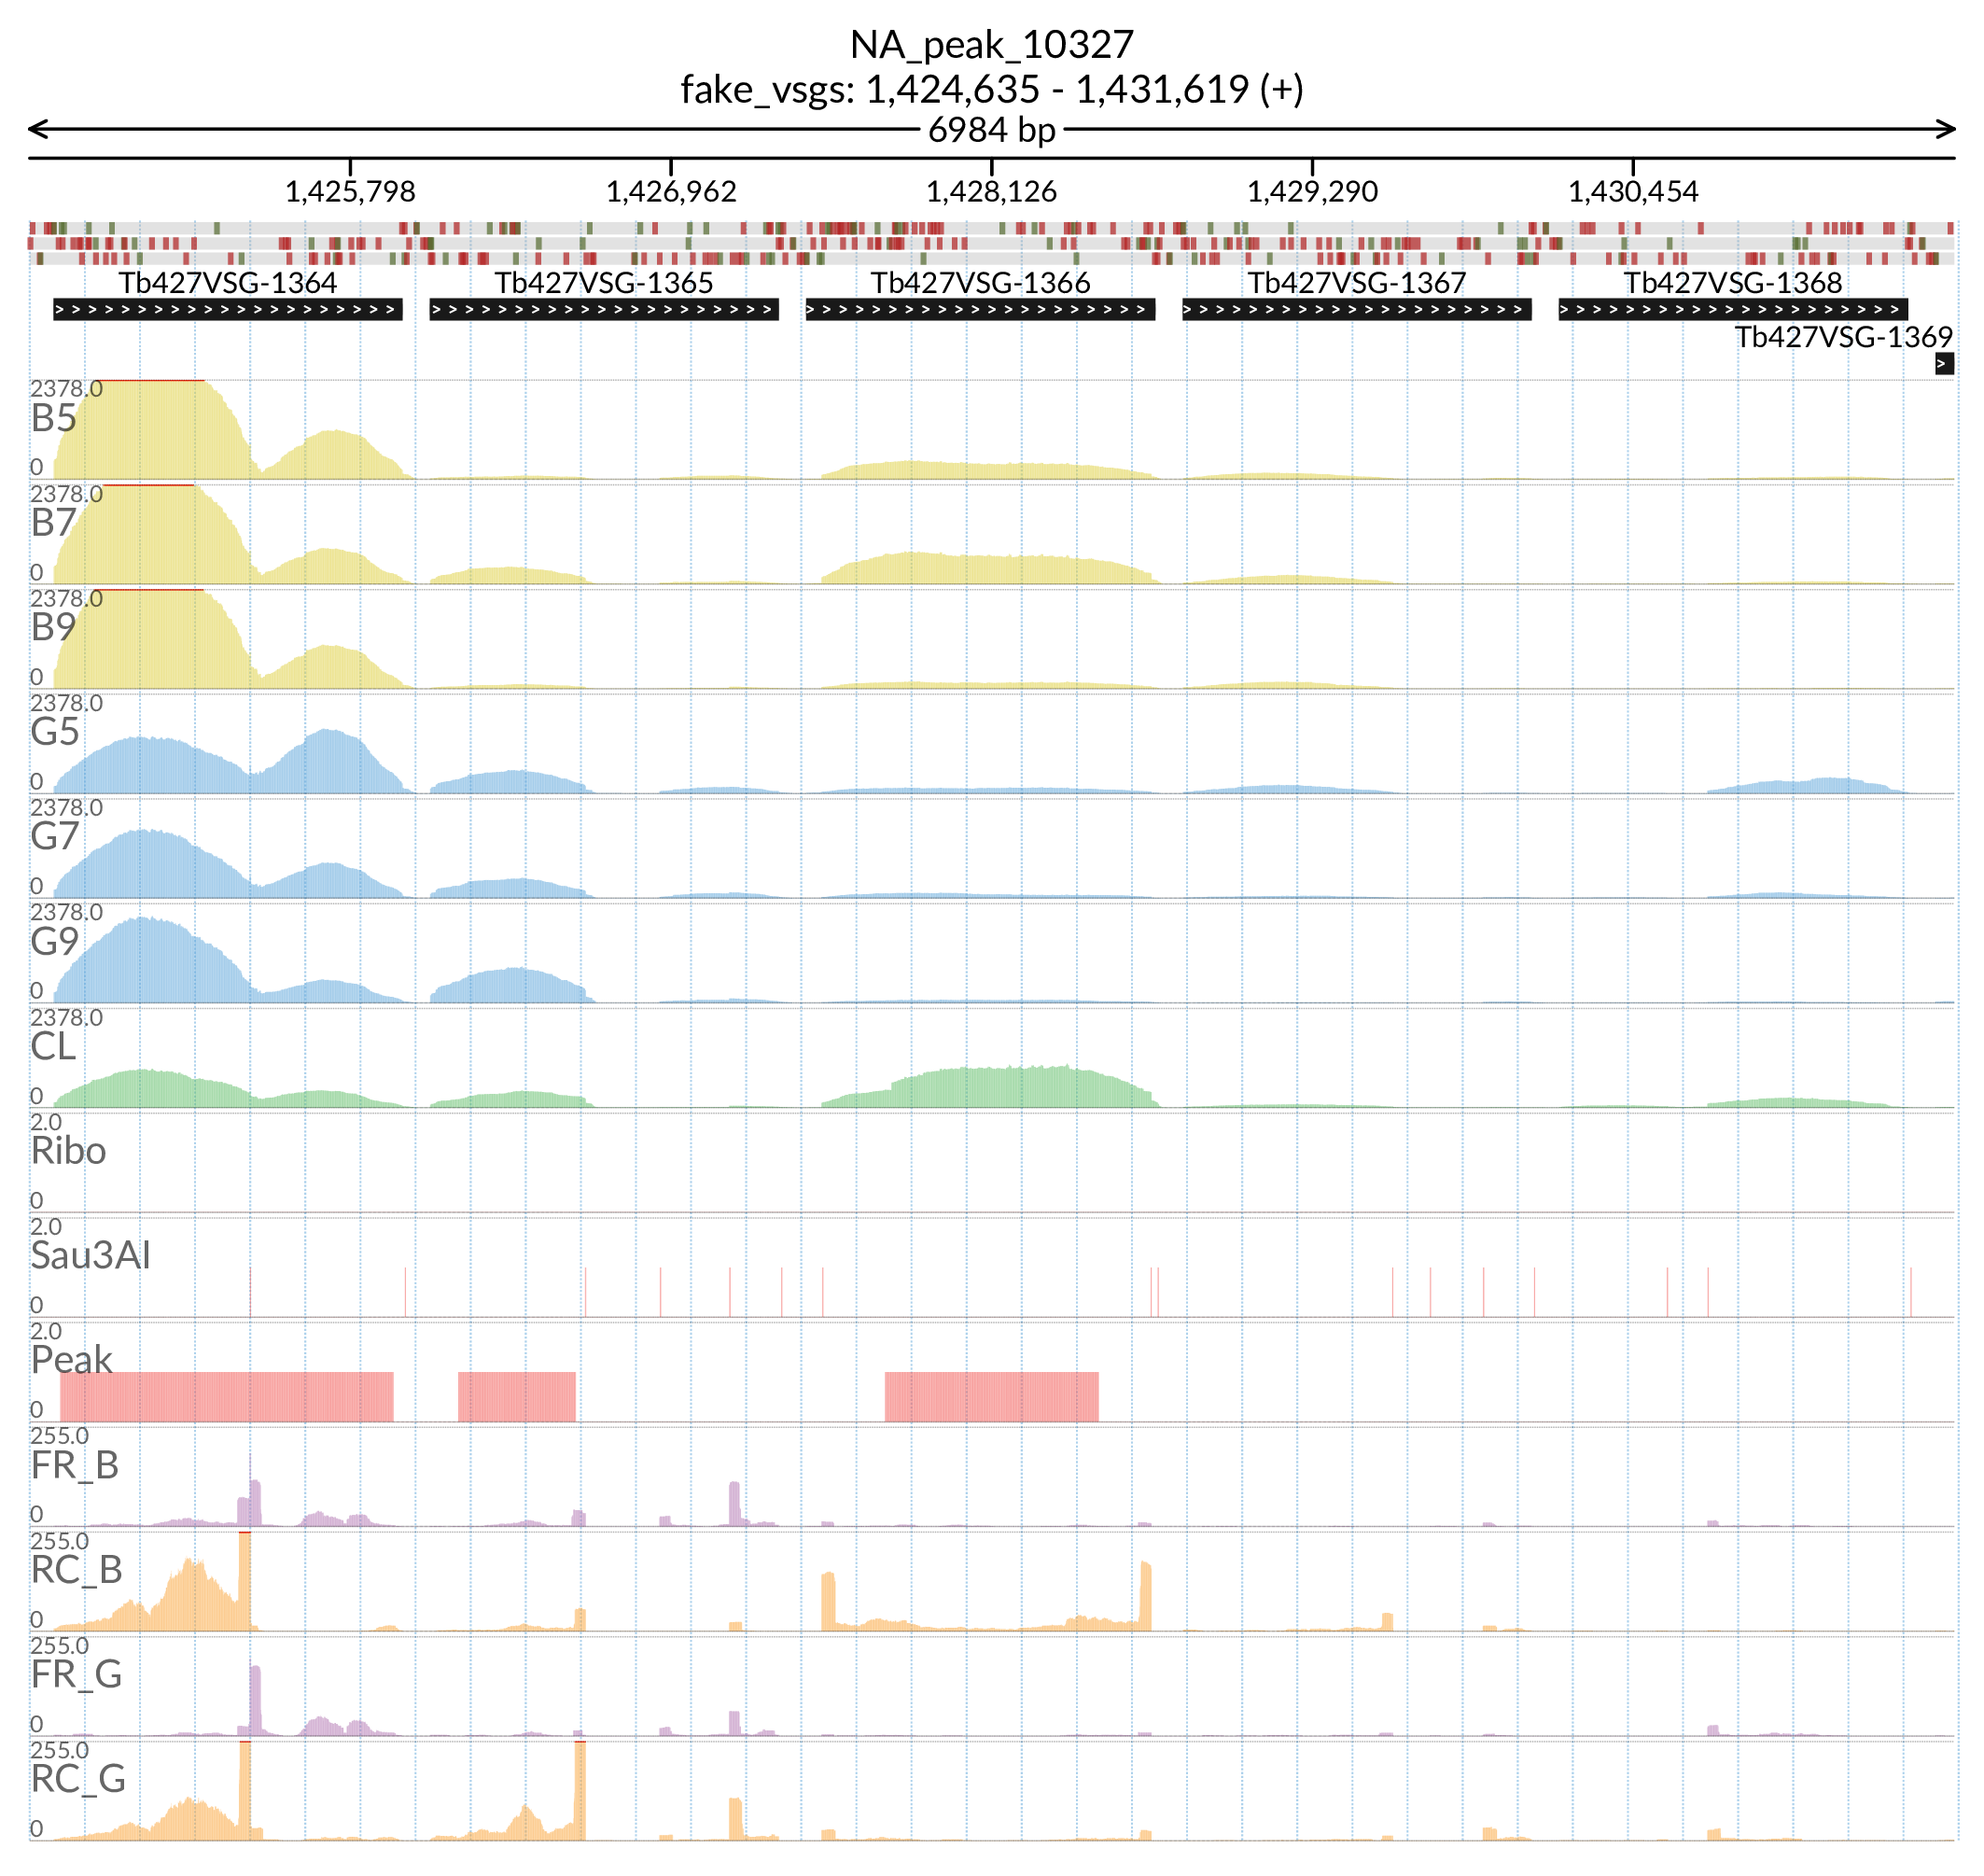 NA_peak_10327
fake_vsgs: 1,424,635 - 1,431,619 (+)
6984 bp
1,425,798 1,426,962 1,428,126 1,429,290 1,430,454
Tb427VSG-1364 Tb427VSG-1365 Tb427VSG-1366 Tb427VSG-1367 Tb427VSG-1368
Tb427VSG-1369
2378.0
B5
0
2378.0
B7
0
2378.0
B9
0
2378.0
G5
0
2378.0
G7
0
2378.0
G9
0
2378.0
CL
0
2.0
Ribo
0
2.0
Sau3AI
0
2.0
Peak
0
255.0
FR_B
0
255.0
RC_B
0
255.0
FR_G
0
255.0
RC_G
0